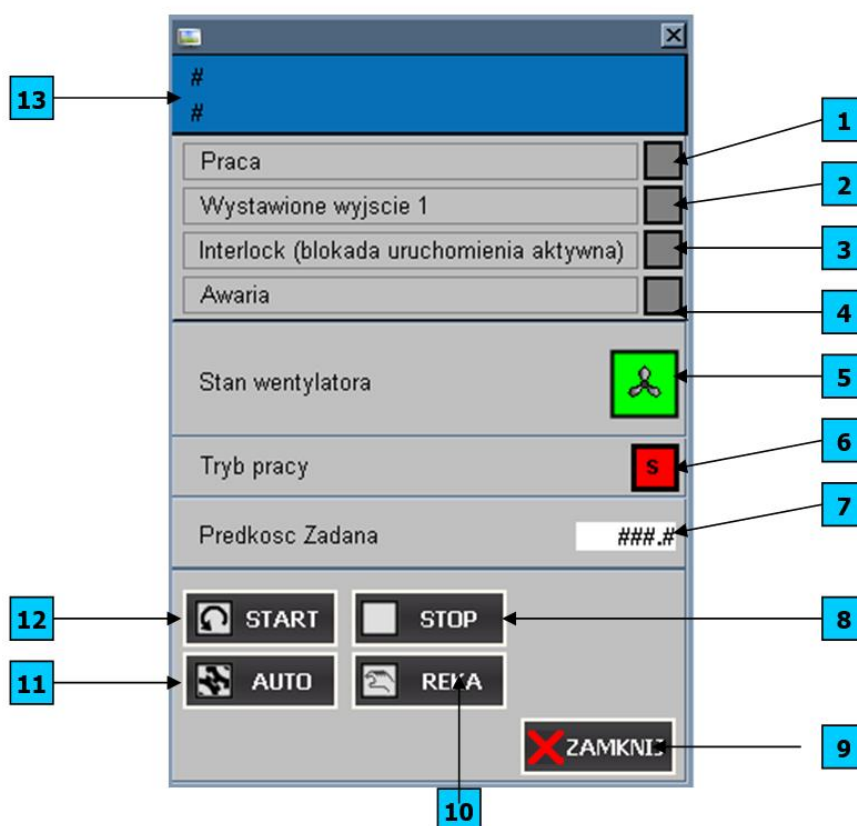 #
#
13
1
Praca
2
Wystawione wyjscie 1
3
Interlock (blokada uruchomienia aktywna)
4
Awaria
5
Stan wentylatora
6
Tryb pracy
S
7
Predkosc Zadana
###.#
12
START
STOP
8
11
AUTO
REKA
ZAMKNIJ
9
10